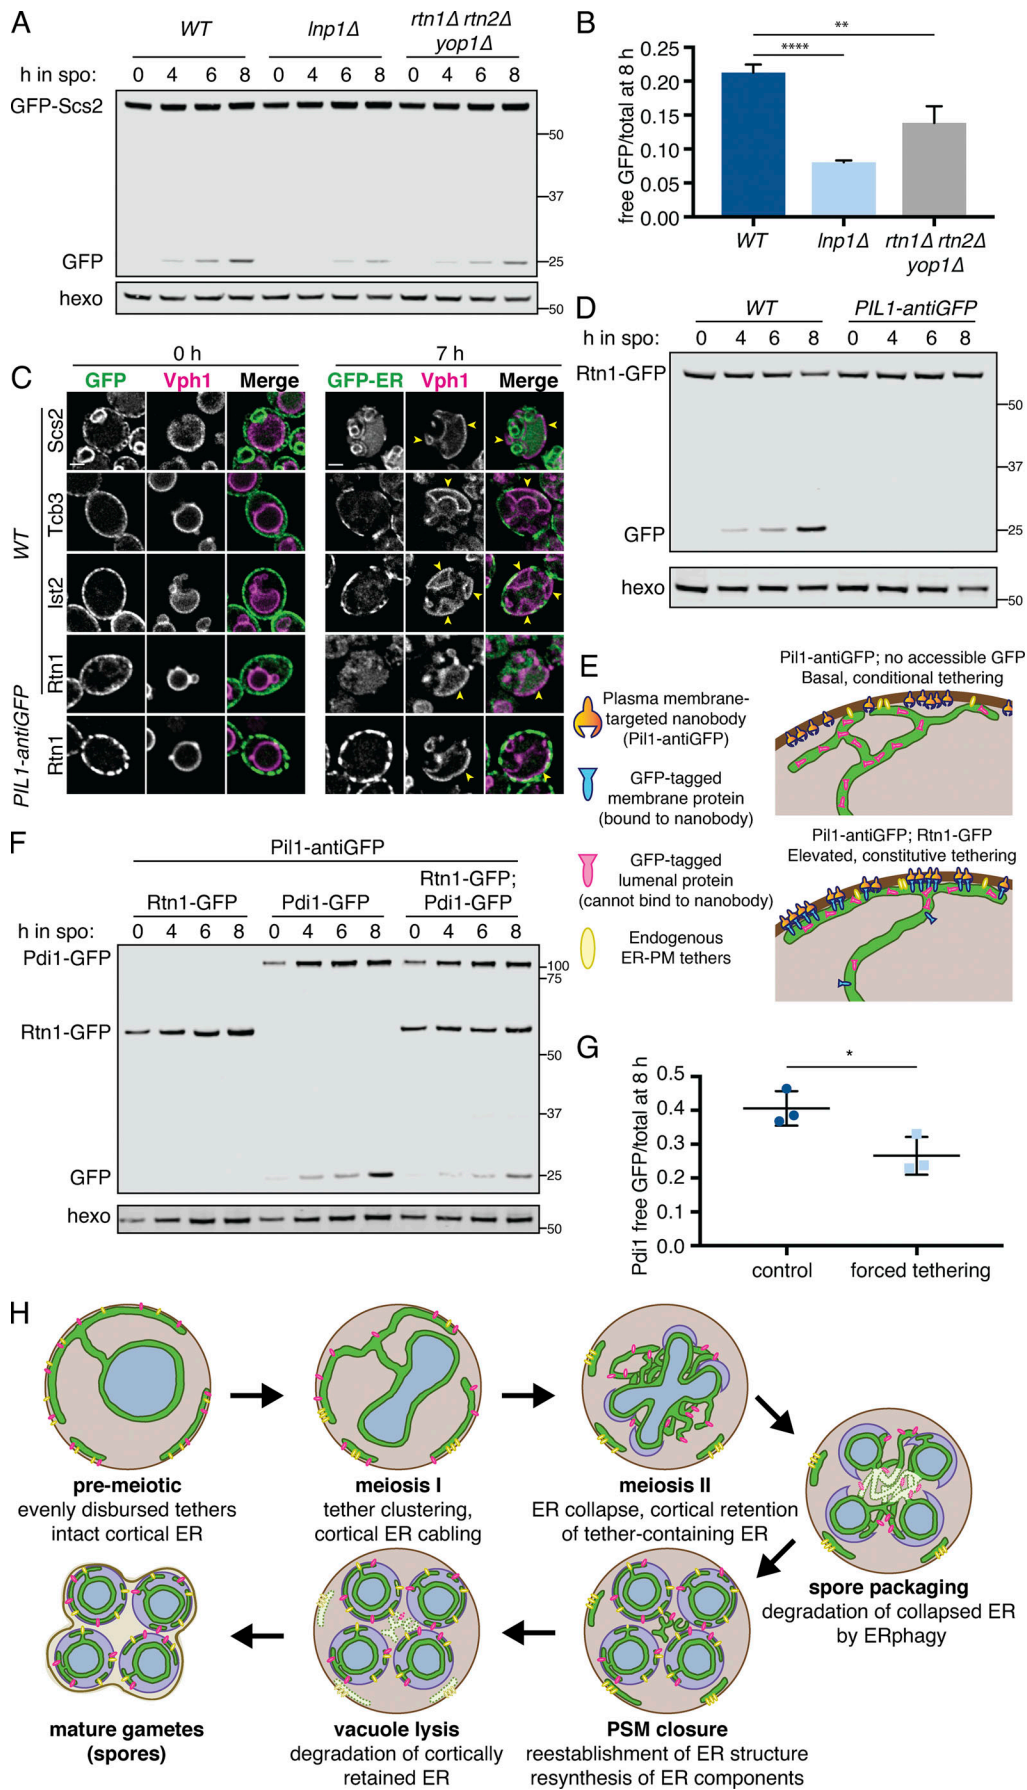 A
WT
lnp1Δ
rtn1Δ rtn2Δ
yop1Δ
h in spo:
0 4 6 8 0 4 6 8 0 4 6 8
GFP-Scs2
50
37
GFP
25
hexo
50
B
free GFP/total at 8 h
**
****
0.25
0.20
0.15
0.10
0.05
0.00
WT
lnp1Δ
rtn1Δ rtn2Δ
yop1Δ
C
0 h
7 h
GFP Vph1 Merge
GFP-ER Vph1 Merge
WT
Scs2
Tcb3
Ist2
Rtn1
PIL1-antiGFP
Rtn1
D
WT
PIL1-antiGFP
h in spo:
0 4 6 8 0 4 6 8
Rtn1-GFP
50
37
25
GFP
hexo
50
E
Plasma membrane-
targeted nanobody
(Pil1-antiGFP)
GFP-tagged
membrane protein
(bound to nanobody)
GFP-tagged
lumenal protein
(cannot bind to nanobody)
Endogenous
ER-PM tethers
Pil1-antiGFP; no accessible GFP
Basal, conditional tethering
Pil1-antiGFP; Rtn1-GFP
Elevated, constitutive tethering
F
Pil1-antiGFP
Rtn1-GFP
Pdi1-GFP
Rtn1-GFP;
Pdi1-GFP
h in spo:
0 4 6 8 0 4 6 8 0 4 6 8
Pdi1-GFP
100
75
Rtn1-GFP
50
37
GFP
25
hexo
50
G
Pdi1 free GFP/total at 8 h
*
0.5
0.4
0.3
0.2
0.1
0.0
control
forced tethering
H
pre-meiotic
evenly disbursed tethers
intact cortical ER
meiosis I
tether clustering,
cortical ER cabling
meiosis II
ER collapse, cortical retention
of tether-containing ER
spore packaging
degradation of collapsed ER
by ERphagy
PSM closure
reestablishment of ER structure
resynthesis of ER components
vacuole lysis
degradation of cortically
retained ER
mature gametes
(spores)